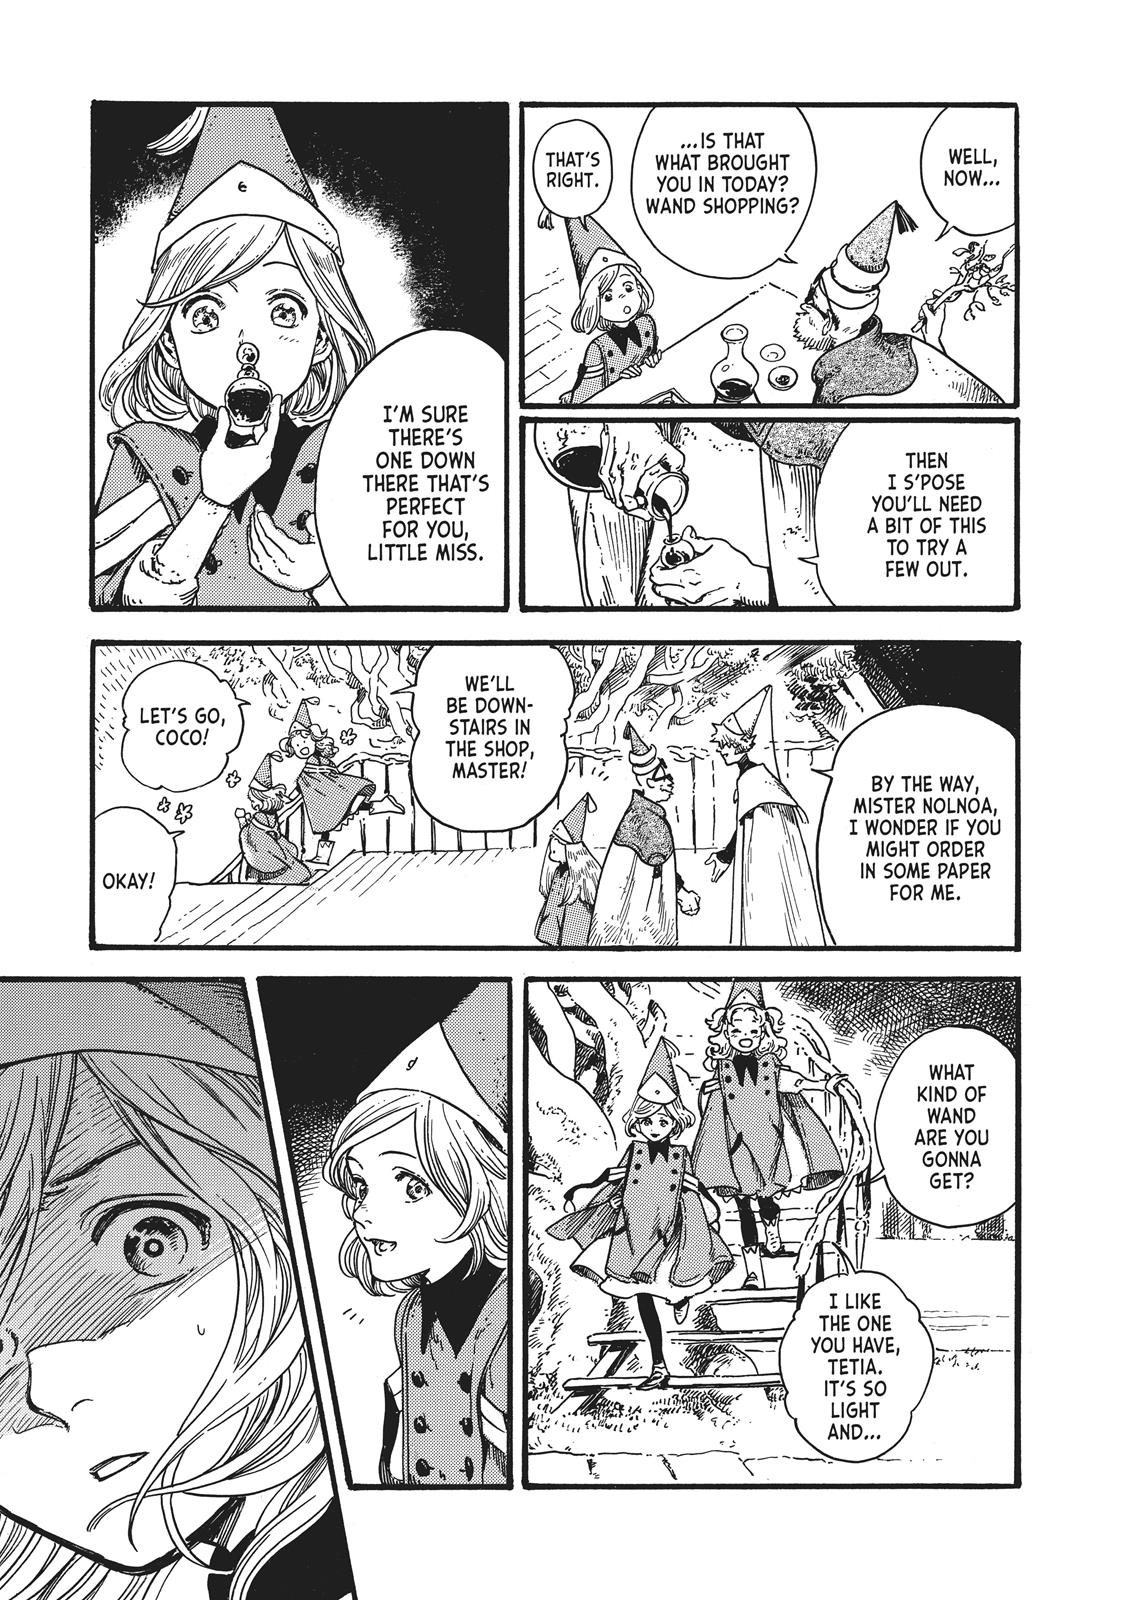 WELL,
NOW...
...IS THAT
WHAT BROUGHT
YOU IN TODAY?
WAND SHOPPING?
THAT'S
RIGHT.
THEN
I S'POSE
YOU'LL NEED
A BIT OF THIS
TO TRY A
FEW OUT.
I'M SURE
THERE'S
ONE DOWN
THERE THAT'S
PERFECT
FOR YOU,
LITTLE MISS.
BY THE WAY,
MISTER NOLNOA,
I WONDER IF YOU
MIGHT ORDER
IN SOME PAPER
FOR ME.
WE'LL
BE DOWN-
STAIRS IN
THE SHOP,
MASTER!
LET'S GO,
COCO!
OKAY!
WHAT
KIND OF
WAND
ARE YOU
GONNA
GET?
I LIKE
THE ONE
YOU HAVE,
TETIA.
IT'S SO
LIGHT
AND...